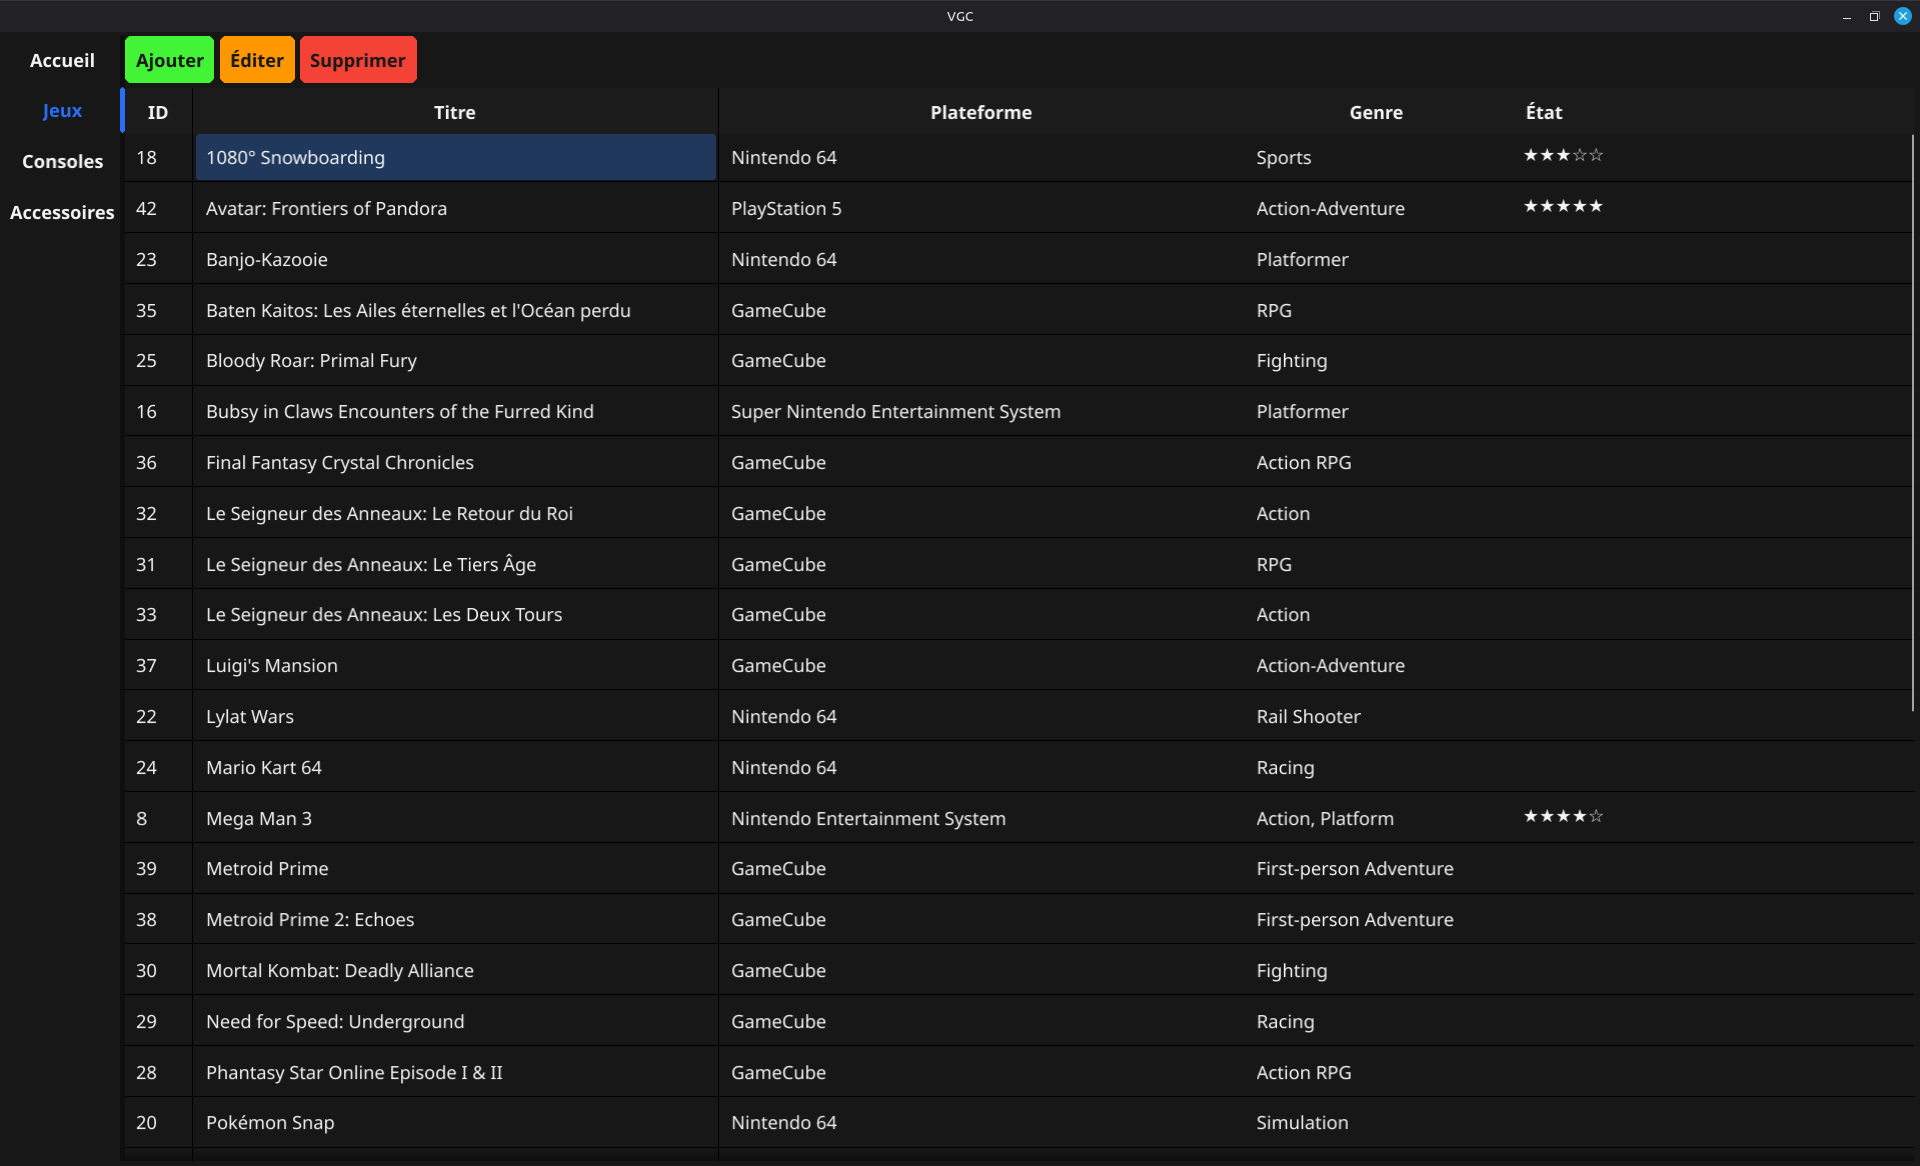 VGC
Accueil Ajouter Éditer Supprimer
Jeux ID Titre Plateforme Genre État
Consoles 18 1080° Snowboarding Nintendo 64 Sports ★★★☆☆
Accessoires 42 Avatar: Frontiers of Pandora PlayStation 5 Action-Adventure ★★★★★
23 Banjo-Kazooie Nintendo 64 Platformer
35 Baten Kaitos: Les Ailes éternelles et l'Océan perdu GameCube RPG
25 Bloody Roar: Primal Fury GameCube Fighting
16 Bubsy in Claws Encounters of the Furred Kind Super Nintendo Entertainment System Platformer
36 Final Fantasy Crystal Chronicles GameCube Action RPG
32 Le Seigneur des Anneaux: Le Retour du Roi GameCube Action
31 Le Seigneur des Anneaux: Le Tiers Âge GameCube RPG
33 Le Seigneur des Anneaux: Les Deux Tours GameCube Action
37 Luigi's Mansion GameCube Action-Adventure
22 Lylat Wars Nintendo 64 Rail Shooter
24 Mario Kart 64 Nintendo 64 Racing
8 Mega Man 3 Nintendo Entertainment System Action, Platform ★★★★☆
39 Metroid Prime GameCube First-person Adventure
38 Metroid Prime 2: Echoes GameCube First-person Adventure
30 Mortal Kombat: Deadly Alliance GameCube Fighting
29 Need for Speed: Underground GameCube Racing
28 Phantasy Star Online Episode I & II GameCube Action RPG
20 Pokémon Snap Nintendo 64 Simulation